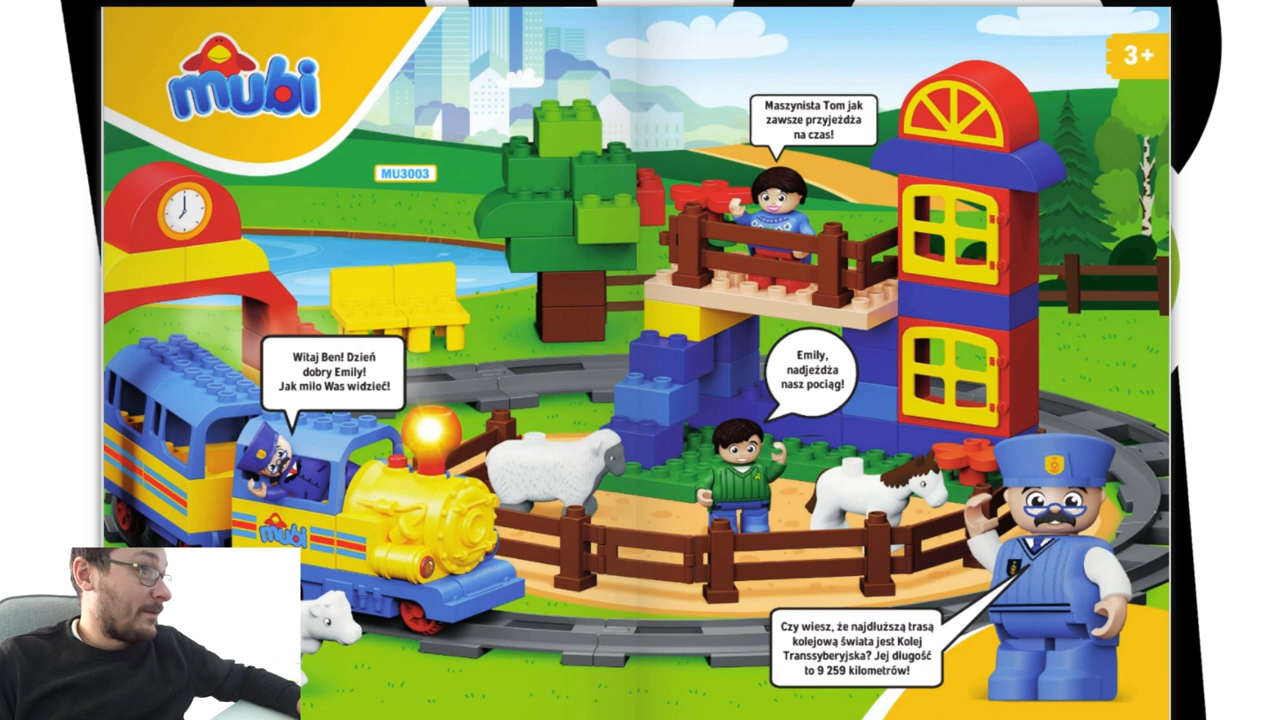 mubi
3+
MU3003
Maszynista Tom jak
zawsze przyjeżdża
na czas!
Witaj Ben! Dzień
dobry Emily!
Jak miło Was widzieć!
Emily,
nadjeżdża
nasz pociąg!
mubi
Czy wiesz, że najdłuższą trasą
kolejową świata jest Kolej
Transsyberyjska? Jej długość
to 9 259 kilometrów!